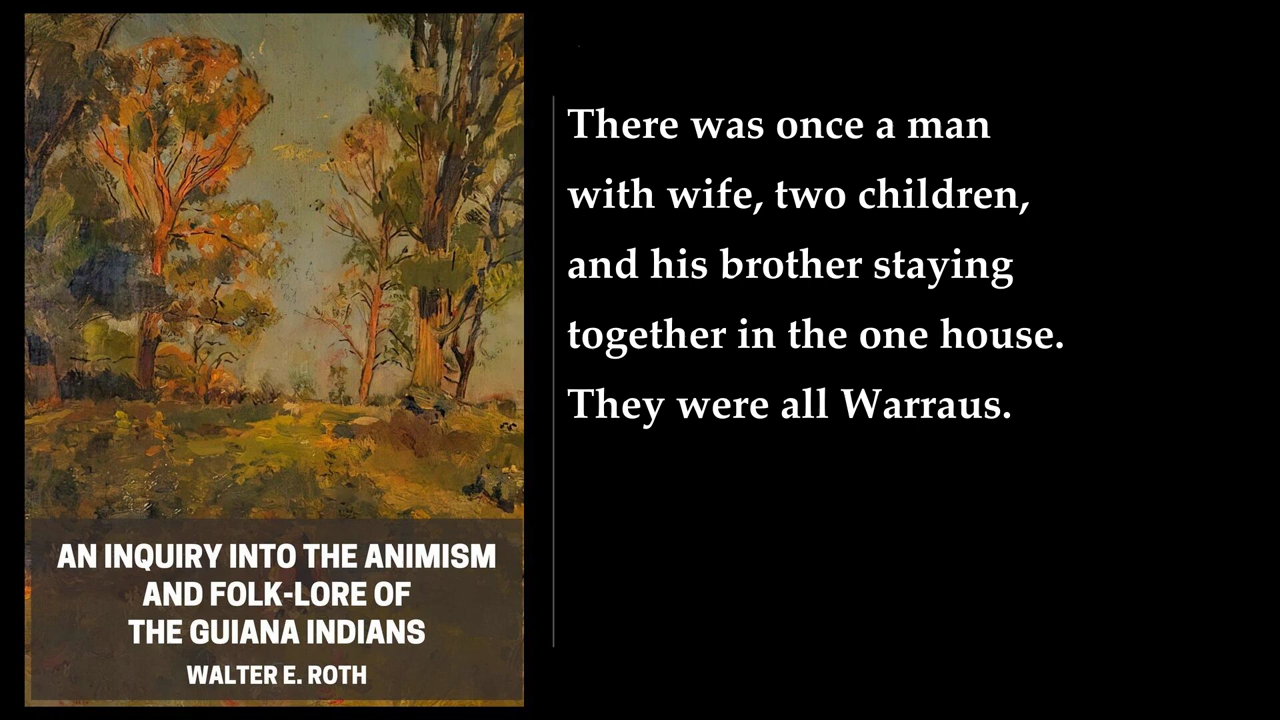 There was once a man
with wife, two children,
and his brother staying
together in the one house.
They were all Warraus.
AN INQUIRY INTO THE ANIMISM
AND FOLK-LORE OF
THE GUIANA INDIANS
WALTER E. ROTH